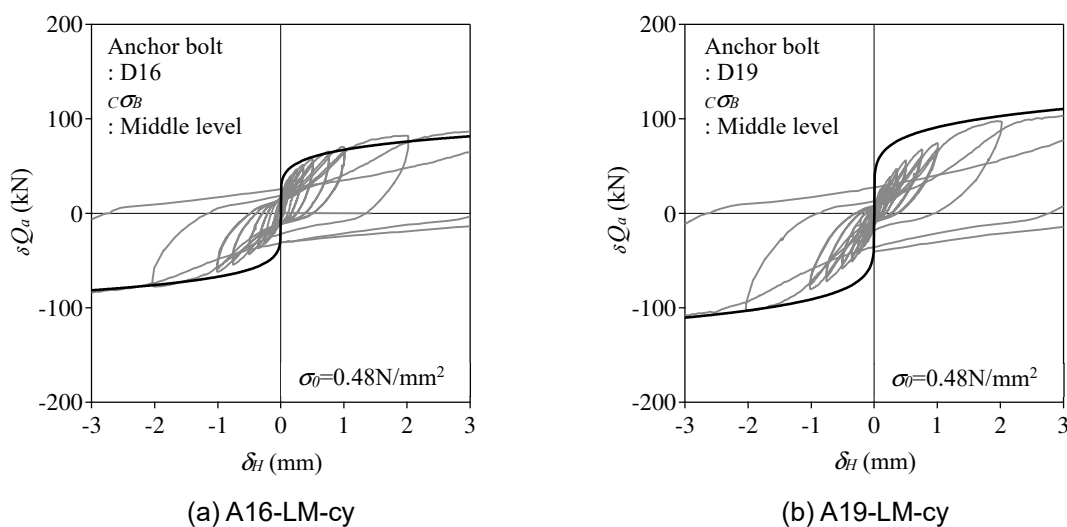 200
100
0
-100
-200
δQa (kN)
Anchor bolt
: D16
CσB
: Middle level
σ0=0.48N/mm²
-3 -2 -1 0 1 2 3
δH (mm)
(a) A16-LM-cy
200
100
0
-100
-200
δQa (kN)
Anchor bolt
: D19
CσB
: Middle level
σ0=0.48N/mm²
-3 -2 -1 0 1 2 3
δH (mm)
(b) A19-LM-cy